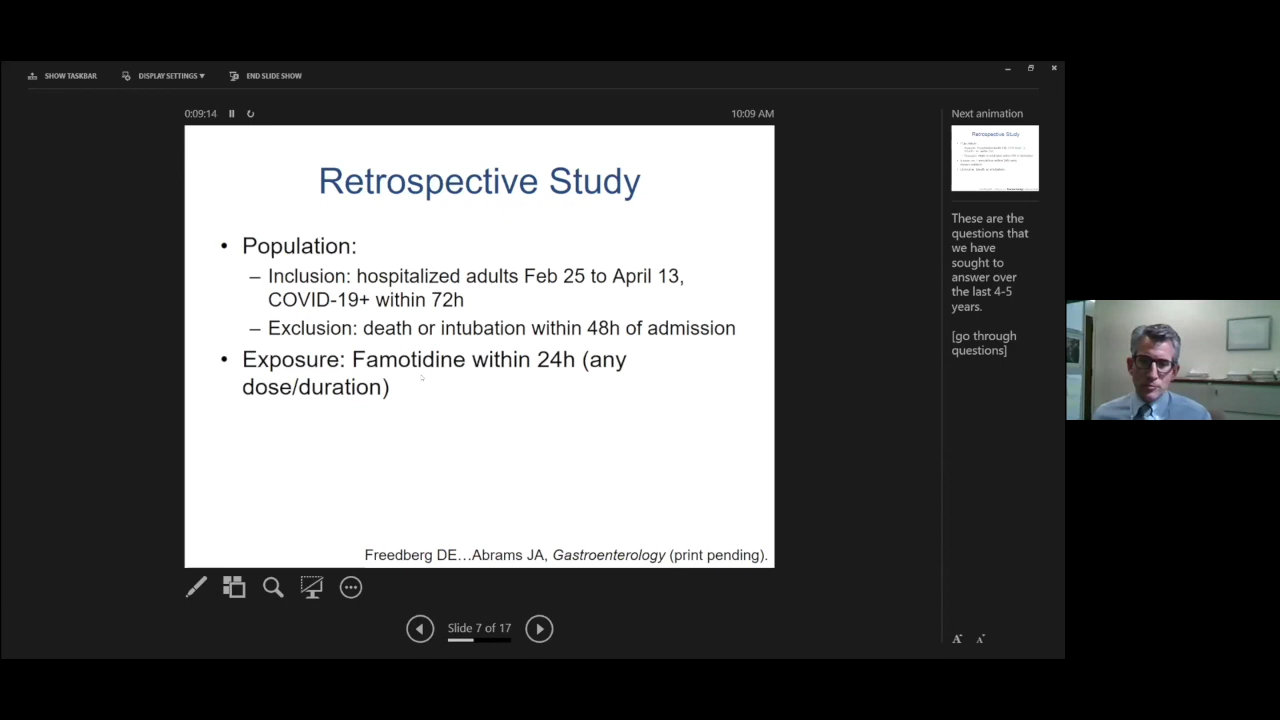 SHOW TASKBAR
DISPLAY SETTINGS ▼
END SLIDE SHOW
0:09:14
10:09 AM
Retrospective Study
• Population:
– Inclusion: hospitalized adults Feb 25 to April 13,
COVID-19+ within 72h
– Exclusion: death or intubation within 48h of admission
• Exposure: Famotidine within 24h (any
dose/duration)
Freedberg DE…Abrams JA, Gastroenterology (print pending).
Slide 7 of 17
Next animation
Retrospective Study
These are the
questions that
we have
sought to
answer over
the last 4-5
years.
[go through
questions]
A A